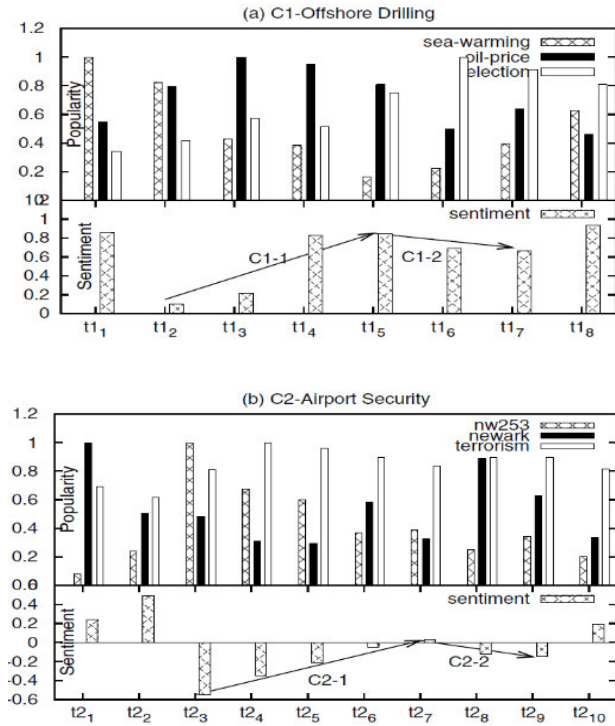 (a) C1-Offshore Drilling
1.2
sea-warming
oil-price
election
1
0.8
0.6
0.4
0.2
Popularity
sentiment
1
0.8
0.6
0.4
0.2
0
Sentiment
C1-1
C1-2
t1₁ t1₂ t1₃ t1₄ t1₅ t1₆ t1₇ t1₈
(b) C2-Airport Security
1.2
nw253
newark
terrorism
1
0.8
0.6
0.4
0.2
Popularity
sentiment
0.4
0.2
0
-0.2
-0.4
-0.6
Sentiment
C2-1
C2-2
t2₁ t2₂ t2₃ t2₄ t2₅ t2₆ t2₇ t2₈ t2₉ t2₁₀